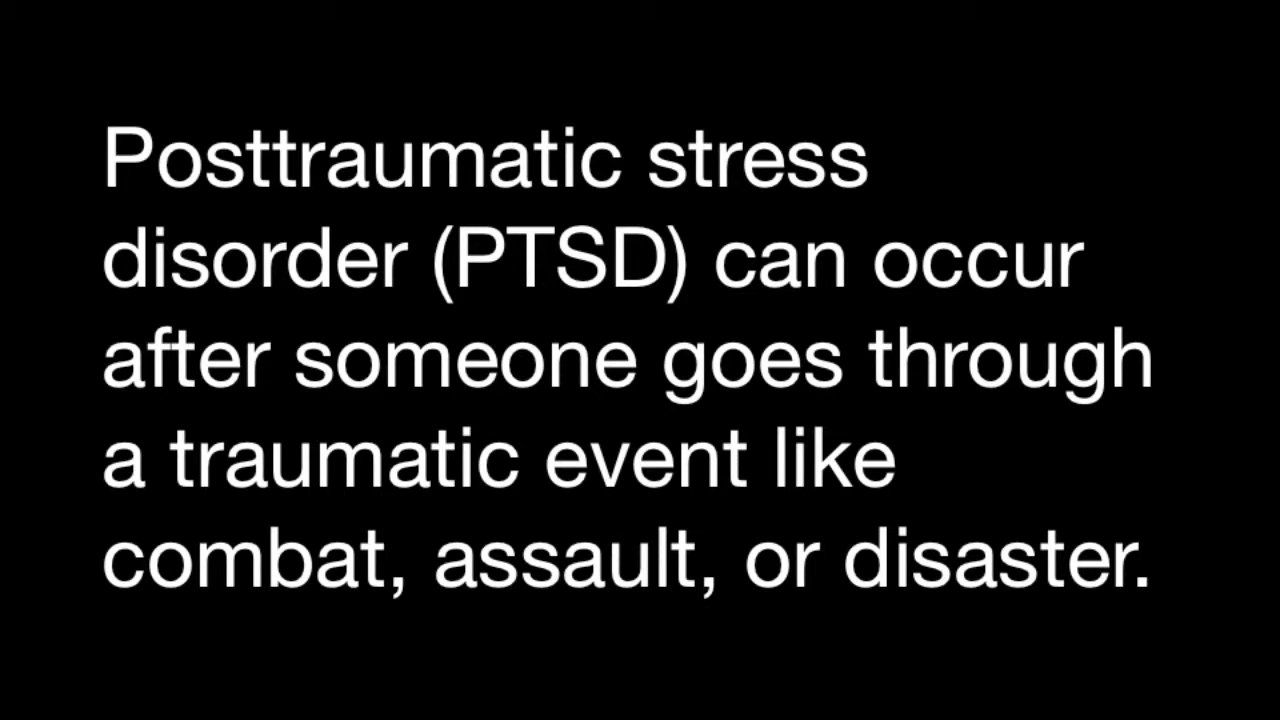 Posttraumatic stress
disorder (PTSD) can occur
after someone goes through
a traumatic event like
combat, assault, or disaster.